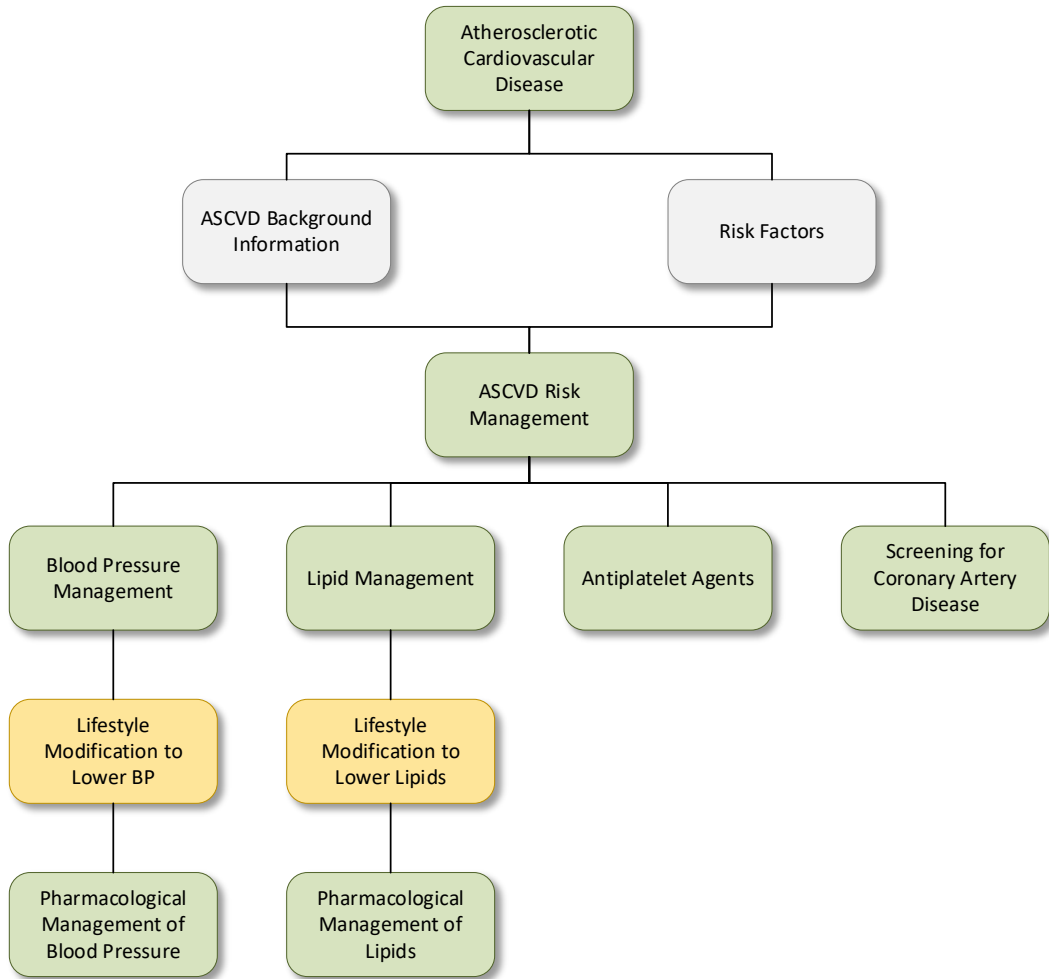 Atherosclerotic
Cardiovascular
Disease
ASCVD Background
Information
Risk Factors
ASCVD Risk
Management
Blood Pressure
Management
Lipid Management
Antiplatelet Agents
Screening for
Coronary Artery
Disease
Lifestyle
Modification to
Lower BP
Lifestyle
Modification to
Lower Lipids
Pharmacological
Management of
Blood Pressure
Pharmacological
Management of
Lipids